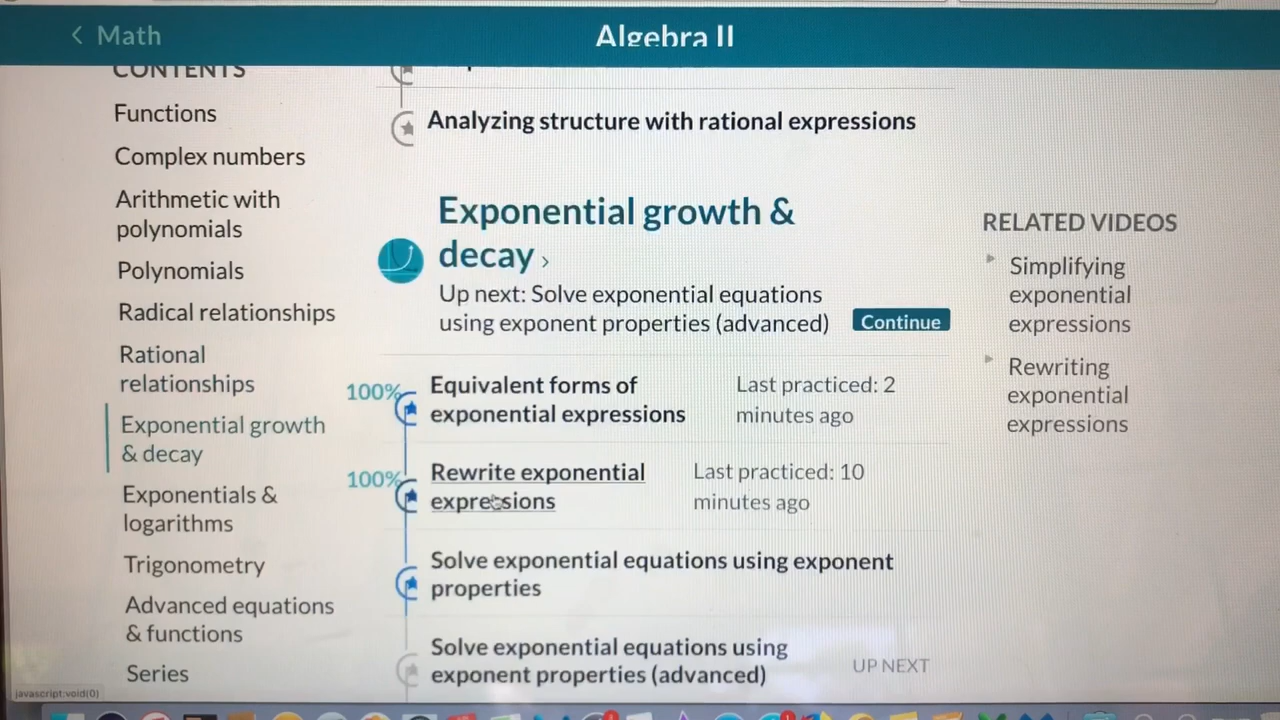 < Math
Algebra II
CONTENTS
Functions
Complex numbers
Arithmetic with
polynomials
Polynomials
Radical relationships
Rational
relationships
Exponential growth
& decay
Exponentials &
logarithms
Trigonometry
Advanced equations
& functions
Series
Analyzing structure with rational expressions
Exponential growth &
decay ›
Up next: Solve exponential equations
using exponent properties (advanced)
Continue
100%
Equivalent forms of
exponential expressions
Last practiced: 2
minutes ago
100%
Rewrite exponential
expressions
Last practiced: 10
minutes ago
Solve exponential equations using exponent
properties
Solve exponential equations using
exponent properties (advanced)
UP NEXT
RELATED VIDEOS
Simplifying
exponential
expressions
Rewriting
exponential
expressions
javascript:void(0)